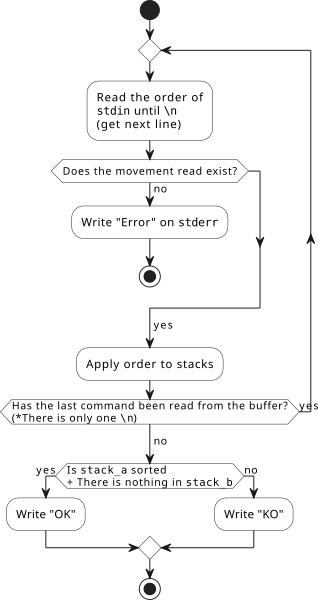 Read the order of
stdin until \n
(get next line)
Does the movement read exist?
no
Write "Error" on stderr
yes
Apply order to stacks
Has the last command been read from the buffer?
(*There is only one \n)
yes
no
yes
Is stack_a sorted
+ There is nothing in stack_b
no
Write "OK"
Write "KO"